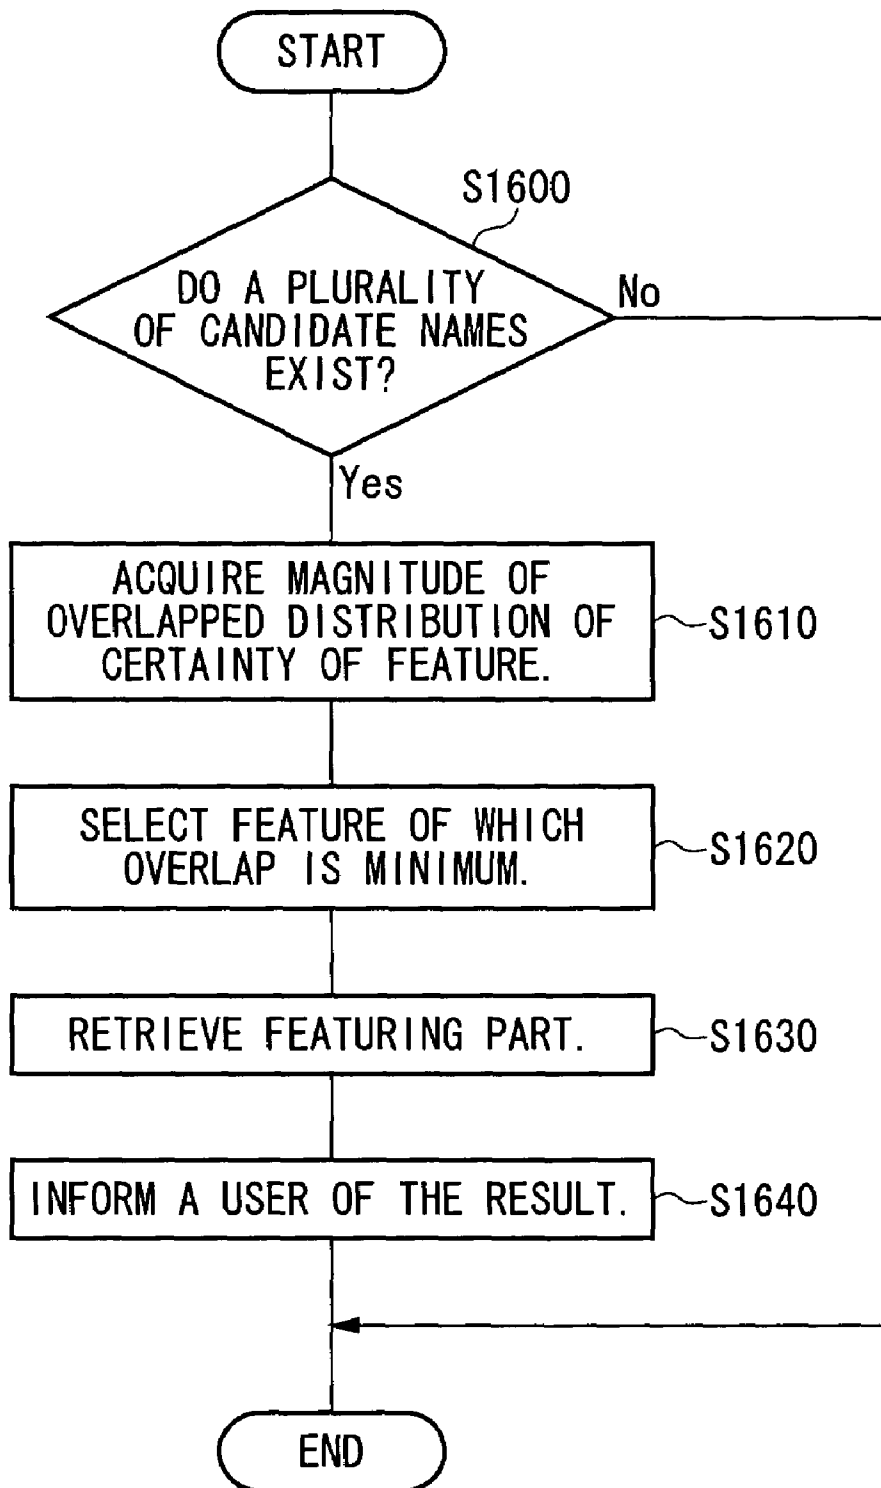 START
S1600
DO A PLURALITY
OF CANDIDATE NAMES
EXIST?
No
Yes
ACQUIRE MAGNITUDE OF
OVERLAPPED DISTRIBUTION OF
CERTAINTY OF FEATURE.
S1610
SELECT FEATURE OF WHICH
OVERLAP IS MINIMUM.
S1620
RETRIEVE FEATURING PART.
S1630
INFORM A USER OF THE RESULT.
S1640
END